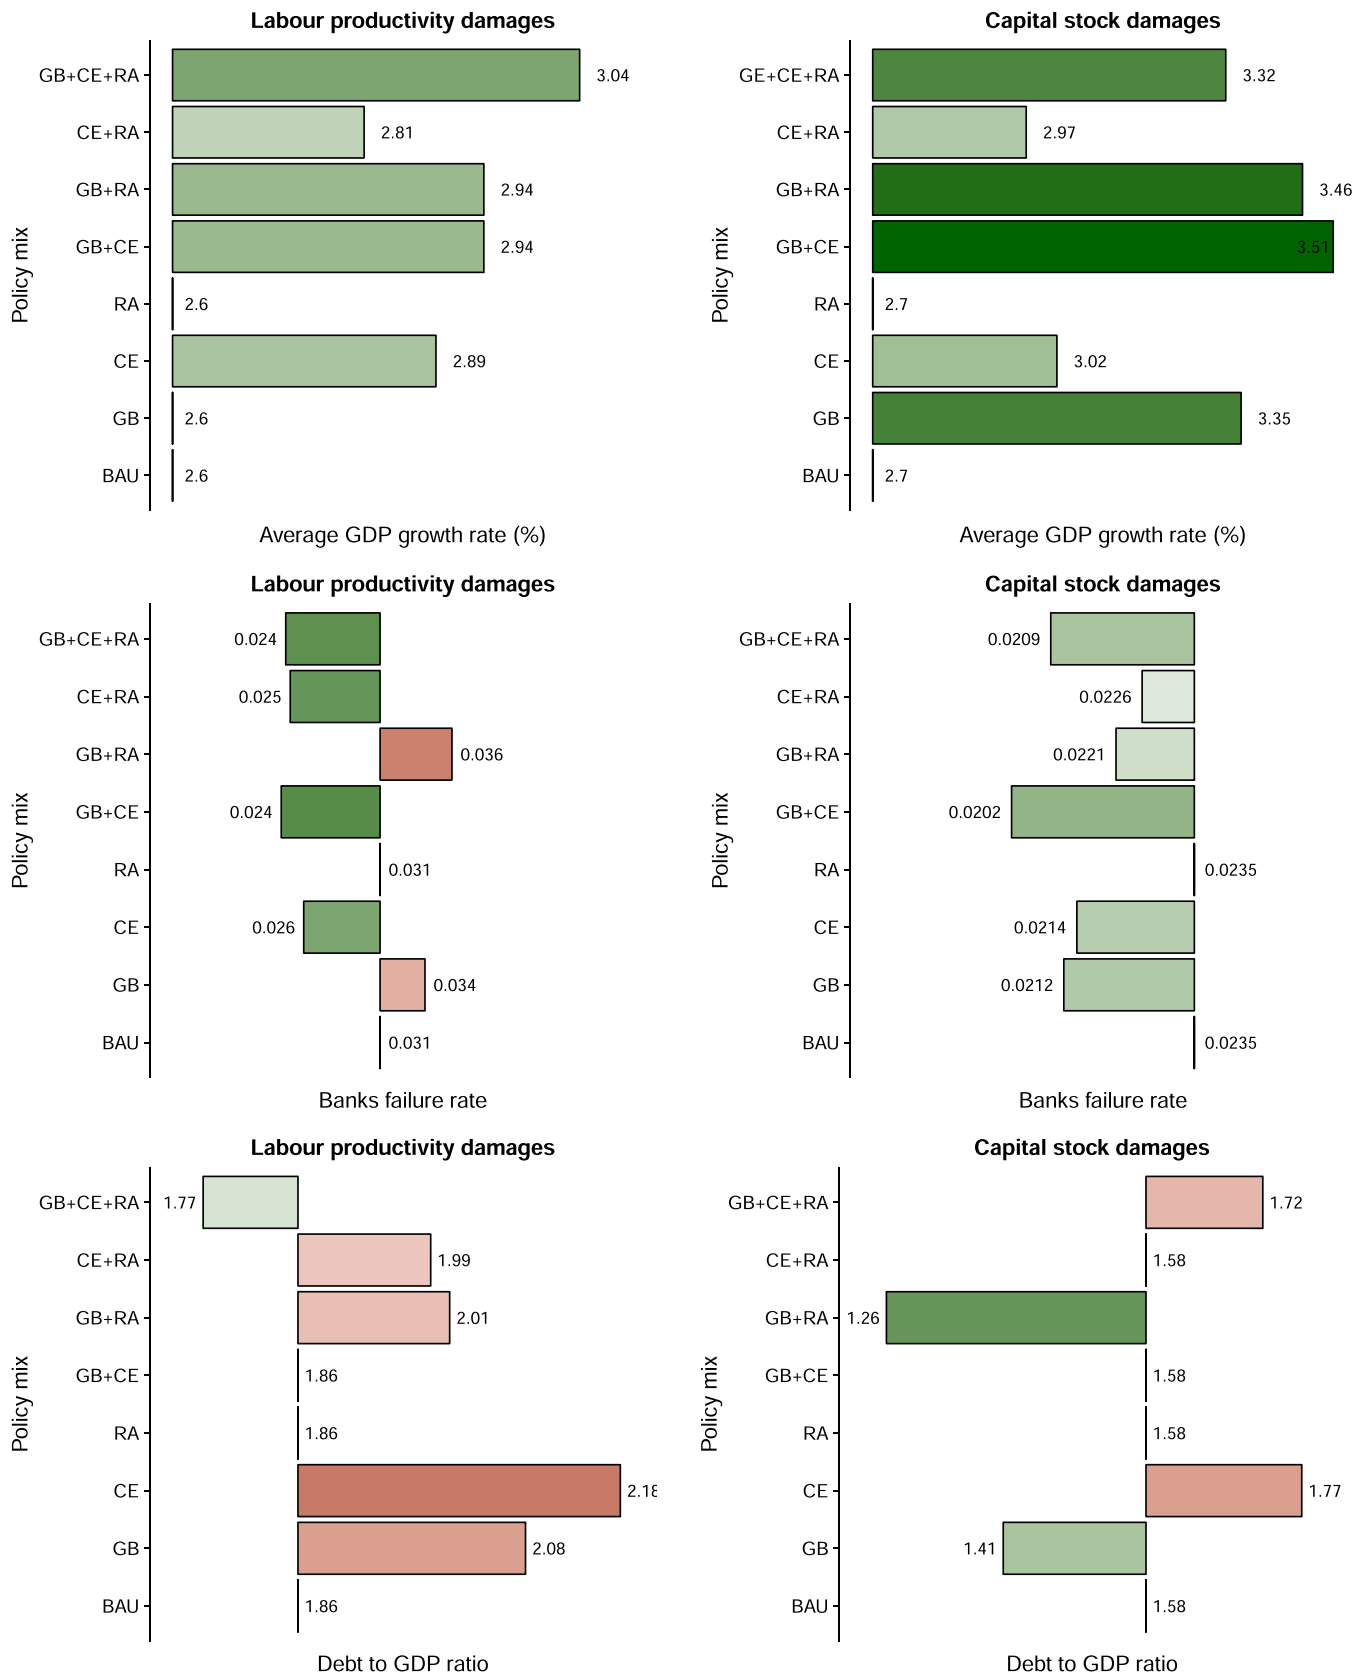 Labour productivity damages
Policy mix
GB+CE+RA 3.04
CE+RA 2.81
GB+RA 2.94
GB+CE 2.94
RA 2.6
CE 2.89
GB 2.6
BAU 2.6
Average GDP growth rate (%)
Capital stock damages
Policy mix
GE+CE+RA 3.32
CE+RA 2.97
GB+RA 3.46
GB+CE 3.51
RA 2.7
CE 3.02
GB 3.35
BAU 2.7
Average GDP growth rate (%)
Labour productivity damages
Policy mix
GB+CE+RA 0.024
CE+RA 0.025
GB+RA 0.036
GB+CE 0.024
RA 0.031
CE 0.026
GB 0.034
BAU 0.031
Banks failure rate
Capital stock damages
Policy mix
GB+CE+RA 0.0209
CE+RA 0.0226
GB+RA 0.0221
GB+CE 0.0202
RA 0.0235
CE 0.0214
GB 0.0212
BAU 0.0235
Banks failure rate
Labour productivity damages
Policy mix
GB+CE+RA 1.77
CE+RA 1.99
GB+RA 2.01
GB+CE 1.86
RA 1.86
CE 2.18
GB 2.08
BAU 1.86
Debt to GDP ratio
Capital stock damages
Policy mix
GB+CE+RA 1.72
CE+RA 1.58
GB+RA 1.26
GB+CE 1.58
RA 1.58
CE 1.77
GB 1.41
BAU 1.58
Debt to GDP ratio